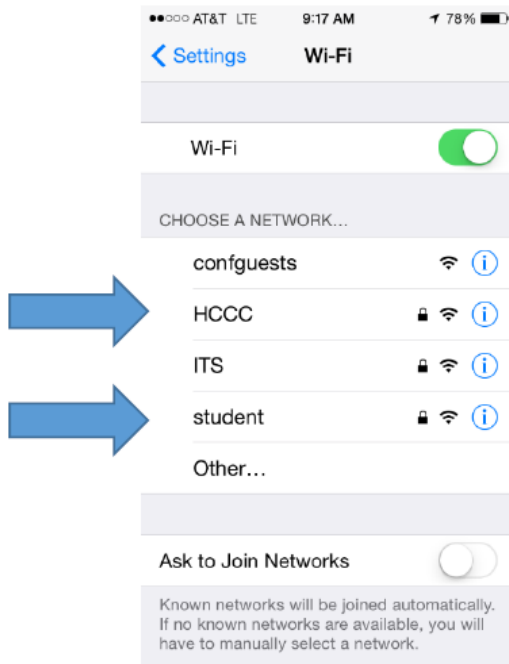 AT&T LTE 9:17 AM 78%
Settings Wi-Fi
Wi-Fi
CHOOSE A NETWORK...
confguests
HCCC
ITS
student
Other...
Ask to Join Networks
Known networks will be joined automatically.
If no known networks are available, you will
have to manually select a network.